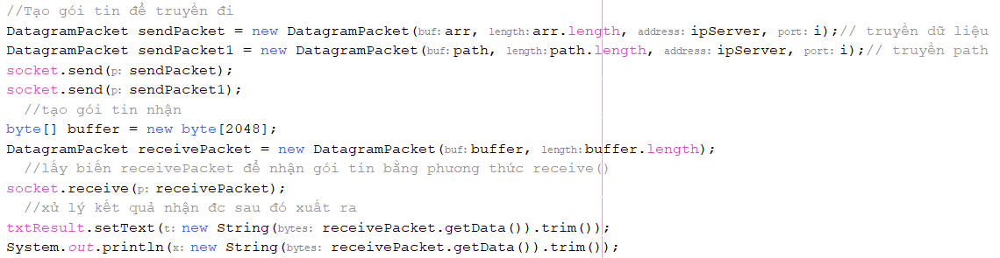 //Tạo gói tin để truyền đi
DatagramPacket sendPacket = new DatagramPacket(buf: arr, length: arr.length, address: ipServer, port: i);// truyền dữ liệu
DatagramPacket sendPacket1 = new DatagramPacket(buf: path, length: path.length, address: ipServer, port: i);// truyền path
socket.send(p: sendPacket);
socket.send(p: sendPacket1);
//tạo gói tin nhận
byte[] buffer = new byte[2048];
DatagramPacket receivePacket = new DatagramPacket(buf: buffer, length: buffer.length);
//lấy biến receivePacket để nhận gói tin bằng phương thức receive()
socket.receive(p: receivePacket);
//xử lý kết quả nhận đc sau đó xuất ra
txtResult.setText(t: new String(bytes: receivePacket.getData()).trim());
System.out.println(x: new String(bytes: receivePacket.getData()).trim());